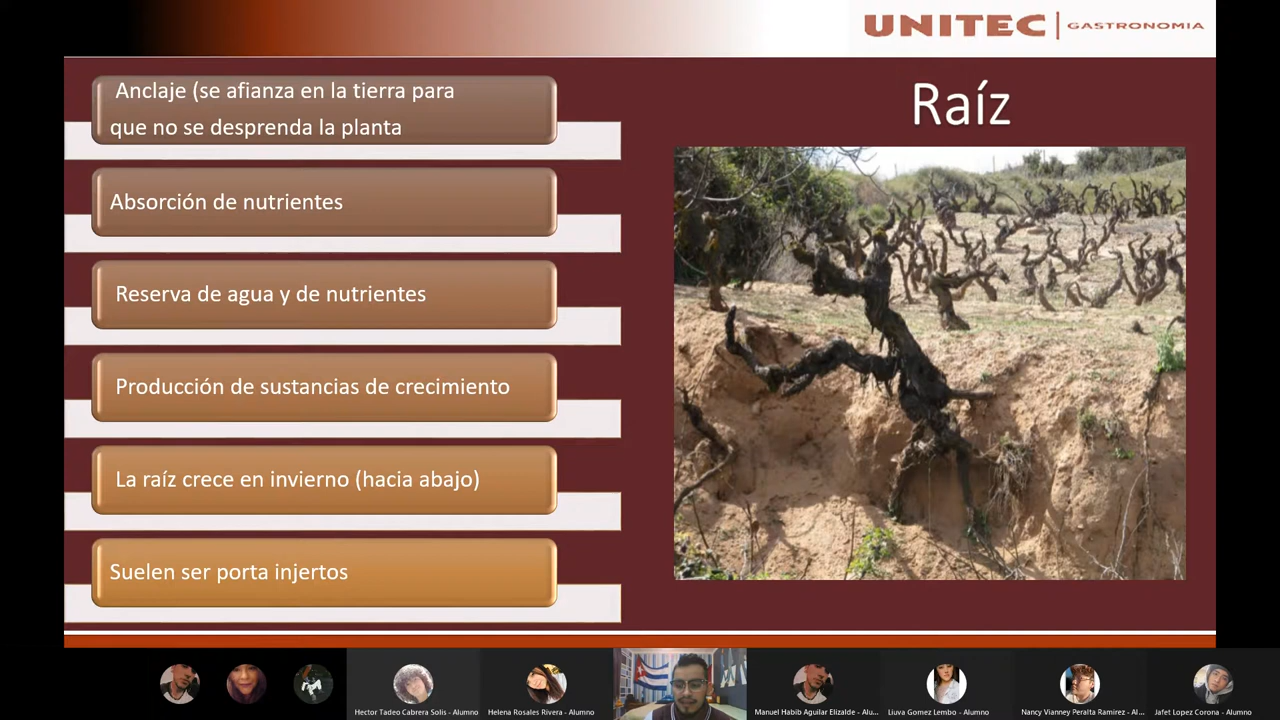 UNITEC | GASTRONOMIA
Raíz
Anclaje (se afianza en la tierra para
que no se desprenda la planta
Absorción de nutrientes
Reserva de agua y de nutrientes
Producción de sustancias de crecimiento
La raíz crece en invierno (hacia abajo)
Suelen ser porta injertos
Hector Tadeo Cabrera Solis - Alumno
Helena Rosales Rivera - Alumno
Manuel Habib Aguilar Elizalde - Alu...
Liuva Gomez Lembo - Alumno
Nancy Vianney Peralta Ramirez - Al...
Jafet Lopez Corona - Alumno